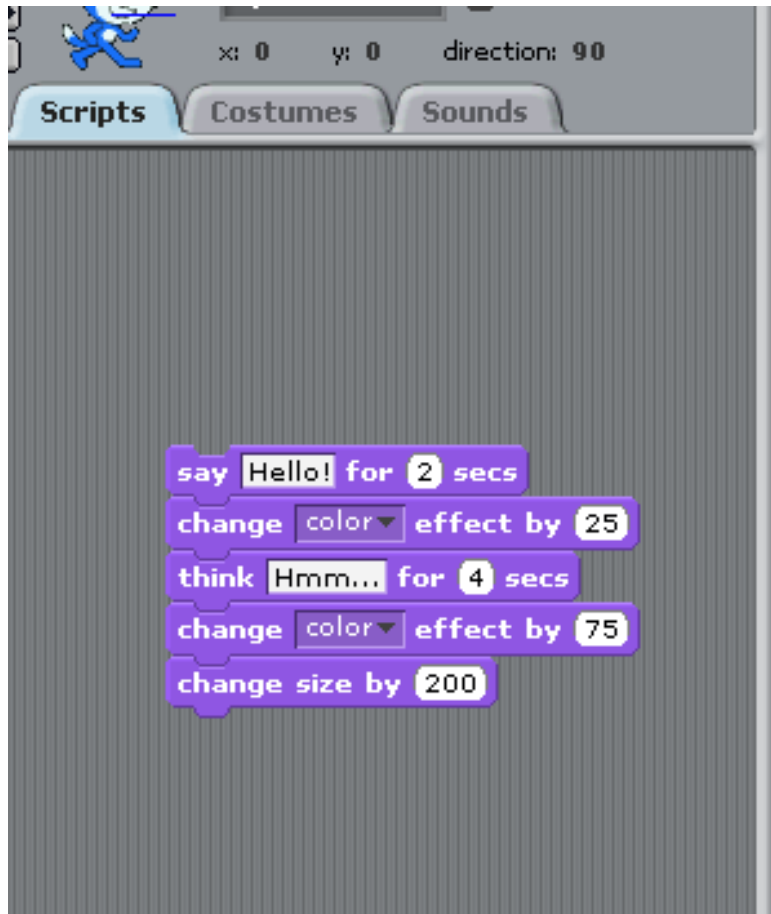 x: 0 y: 0 direction: 90
Scripts Costumes Sounds
say Hello! for 2 secs
change color effect by 25
think Hmm... for 4 secs
change color effect by 75
change size by 200